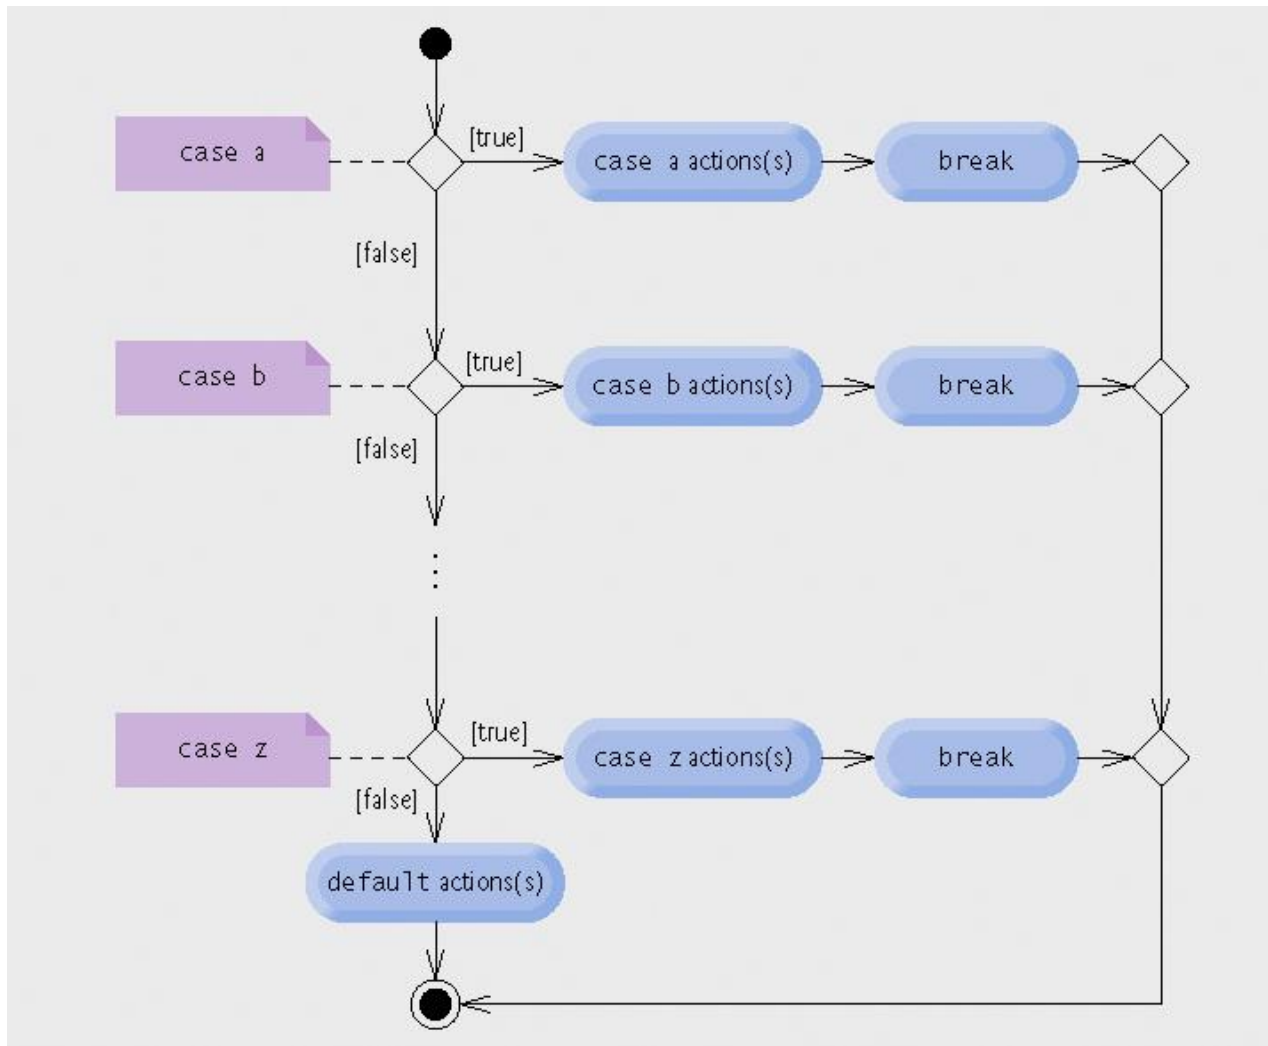 case a
[true]
case a actions(s)
break
[false]
case b
[true]
case b actions(s)
break
[false]
case z
[true]
case z actions(s)
break
[false]
default actions(s)